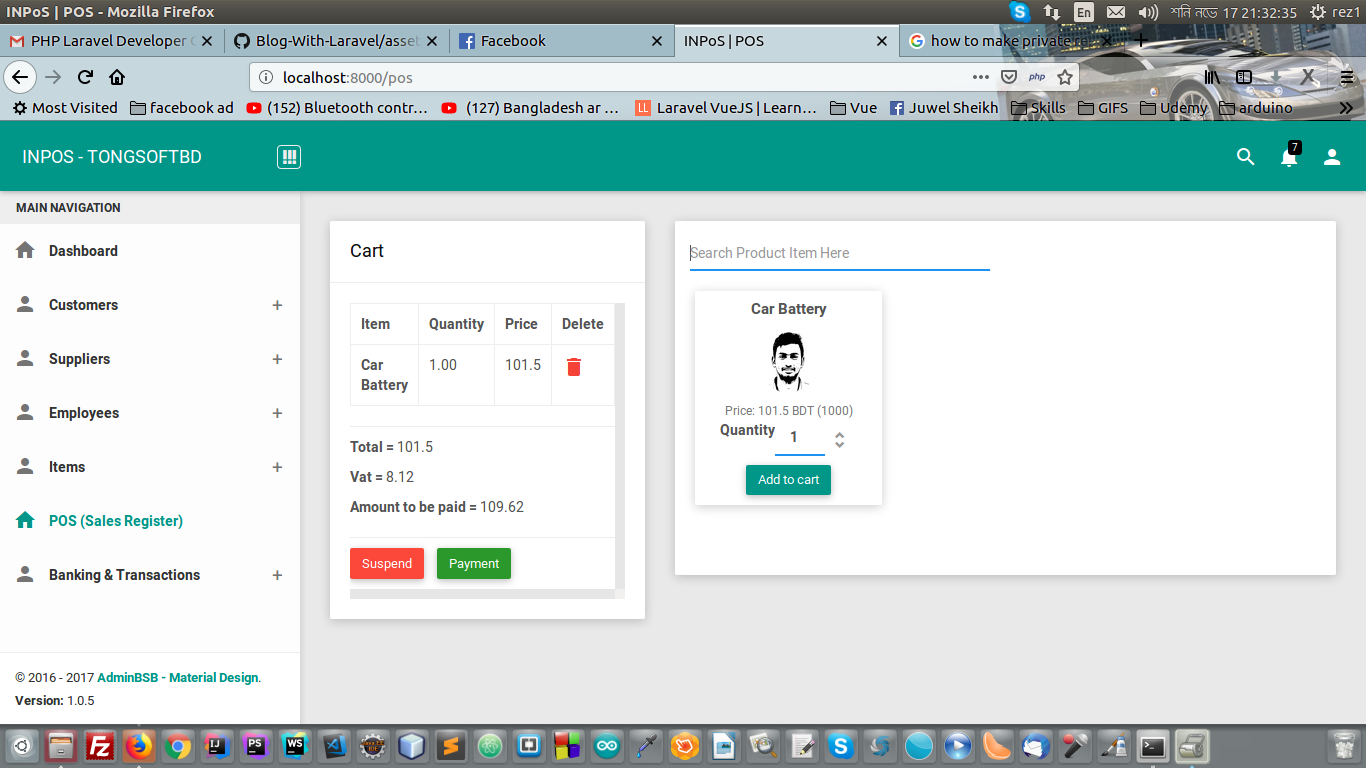 INPoS | POS - Mozilla Firefox
En
শনি নভে 17 21:32:35
rez1
PHP Laravel Developer
Blog-With-Laravel/asset
Facebook
INPoS | POS
how to make private re
localhost:8000/pos
php
Most Visited
facebook ad
(152) Bluetooth contr...
(127) Bangladesh ar ...
LL
Laravel VueJS | Learn...
Vue
Juwel Sheikh
Skills
GIFS
Udemy
arduino
INPOS - TONGSOFTBD
7
MAIN NAVIGATION
Dashboard
Customers
Suppliers
Employees
Items
POS (Sales Register)
Banking & Transactions
© 2016 - 2017 AdminBSB - Material Design.
Version: 1.0.5
Cart
Item Quantity Price Delete
Car Battery 1.00 101.5
Total = 101.5
Vat = 8.12
Amount to be paid = 109.62
Suspend
Payment
Search Product Item Here
Car Battery
Price: 101.5 BDT (1000)
Quantity 1
Add to cart